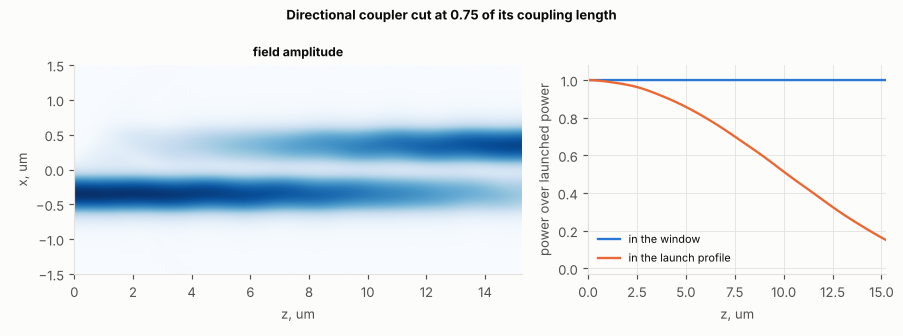 Directional coupler cut at 0.75 of its coupling length
field amplitude
x, um
1.5
1.0
0.5
0.0
−0.5
−1.0
−1.5
0 2 4 6 8 10 12 14
z, um
power over launched power
1.0
0.8
0.6
0.4
0.2
0.0
in the window
in the launch profile
0.0 2.5 5.0 7.5 10.0 12.5 15.0
z, um